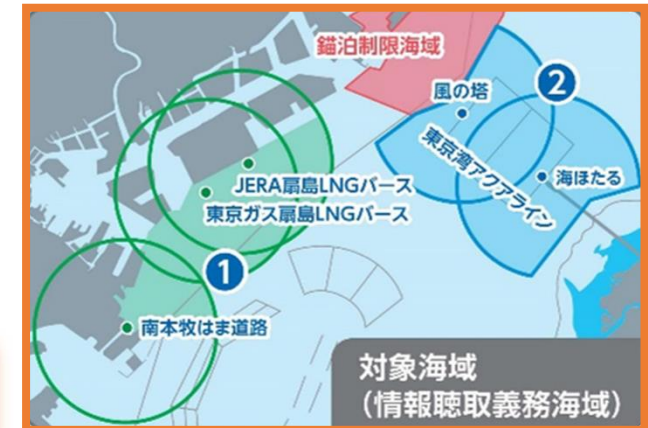 錨泊制限海域
風の塔
②
東京湾アクアライン
海ほたる
JERA扇島LNGバース
東京ガス扇島LNGバース
①
南本牧はま道路
対象海域
（情報聴取義務海域）